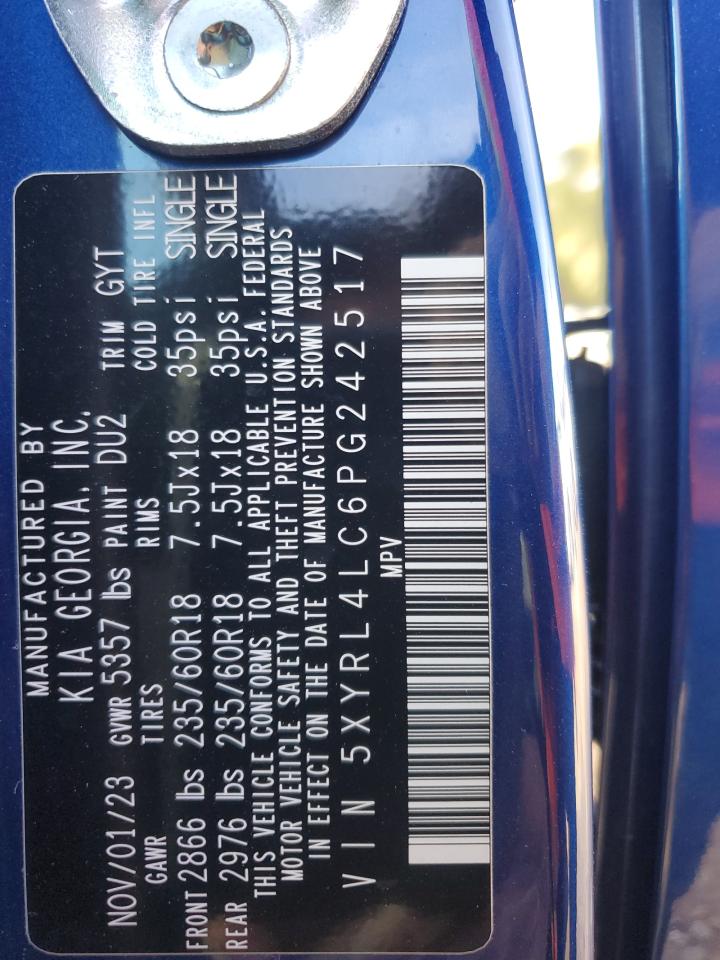 MANUFACTURED BY
KIA GEORGIA, INC.
NOV/01/23 GVWR 5357 lbs PAINT DU2 TRIM GYT
GAWR TIRES RIMS COLD TIRE INFL
FRONT 2866 lbs 235/60R18 7.5Jx18 35psi SINGLE
REAR 2976 lbs 235/60R18 7.5Jx18 35psi SINGLE
THIS VEHICLE CONFORMS TO ALL APPLICABLE U.S.A. FEDERAL
MOTOR VEHICLE SAFETY AND THEFT PREVENTION STANDARDS
IN EFFECT ON THE DATE OF MANUFACTURE SHOWN ABOVE
VIN 5XYRL4LC6PG242517
MPV